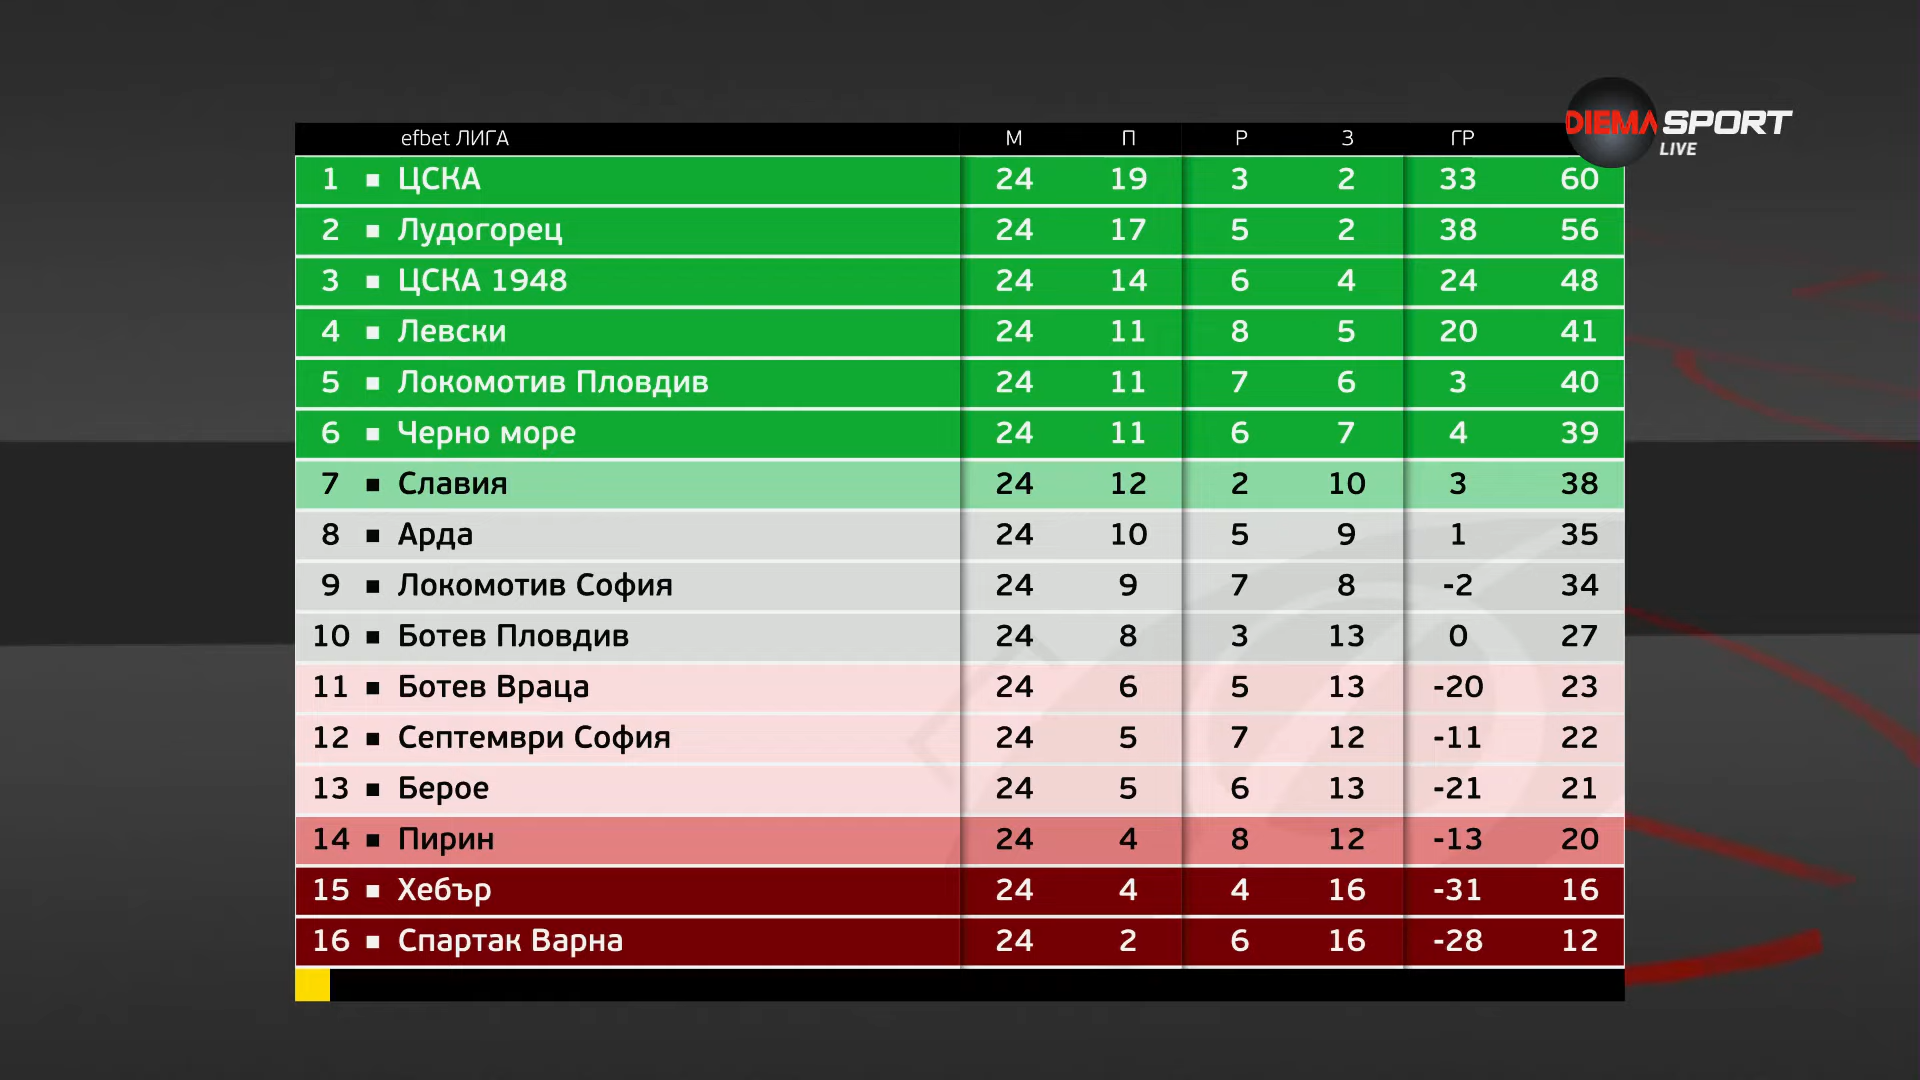 DIEMA SPORT
LIVE
efbet ЛИГА М П Р З ГР
1 ЦСКА 24 19 3 2 33 60
2 Лудогорец 24 17 5 2 38 56
3 ЦСКА 1948 24 14 6 4 24 48
4 Левски 24 11 8 5 20 41
5 Локомотив Пловдив 24 11 7 6 3 40
6 Черно море 24 11 6 7 4 39
7 Славия 24 12 2 10 3 38
8 Арда 24 10 5 9 1 35
9 Локомотив София 24 9 7 8 -2 34
10 Ботев Пловдив 24 8 3 13 0 27
11 Ботев Враца 24 6 5 13 -20 23
12 Септември София 24 5 7 12 -11 22
13 Берое 24 5 6 13 -21 21
14 Пирин 24 4 8 12 -13 20
15 Хебър 24 4 4 16 -31 16
16 Спартак Варна 24 2 6 16 -28 12